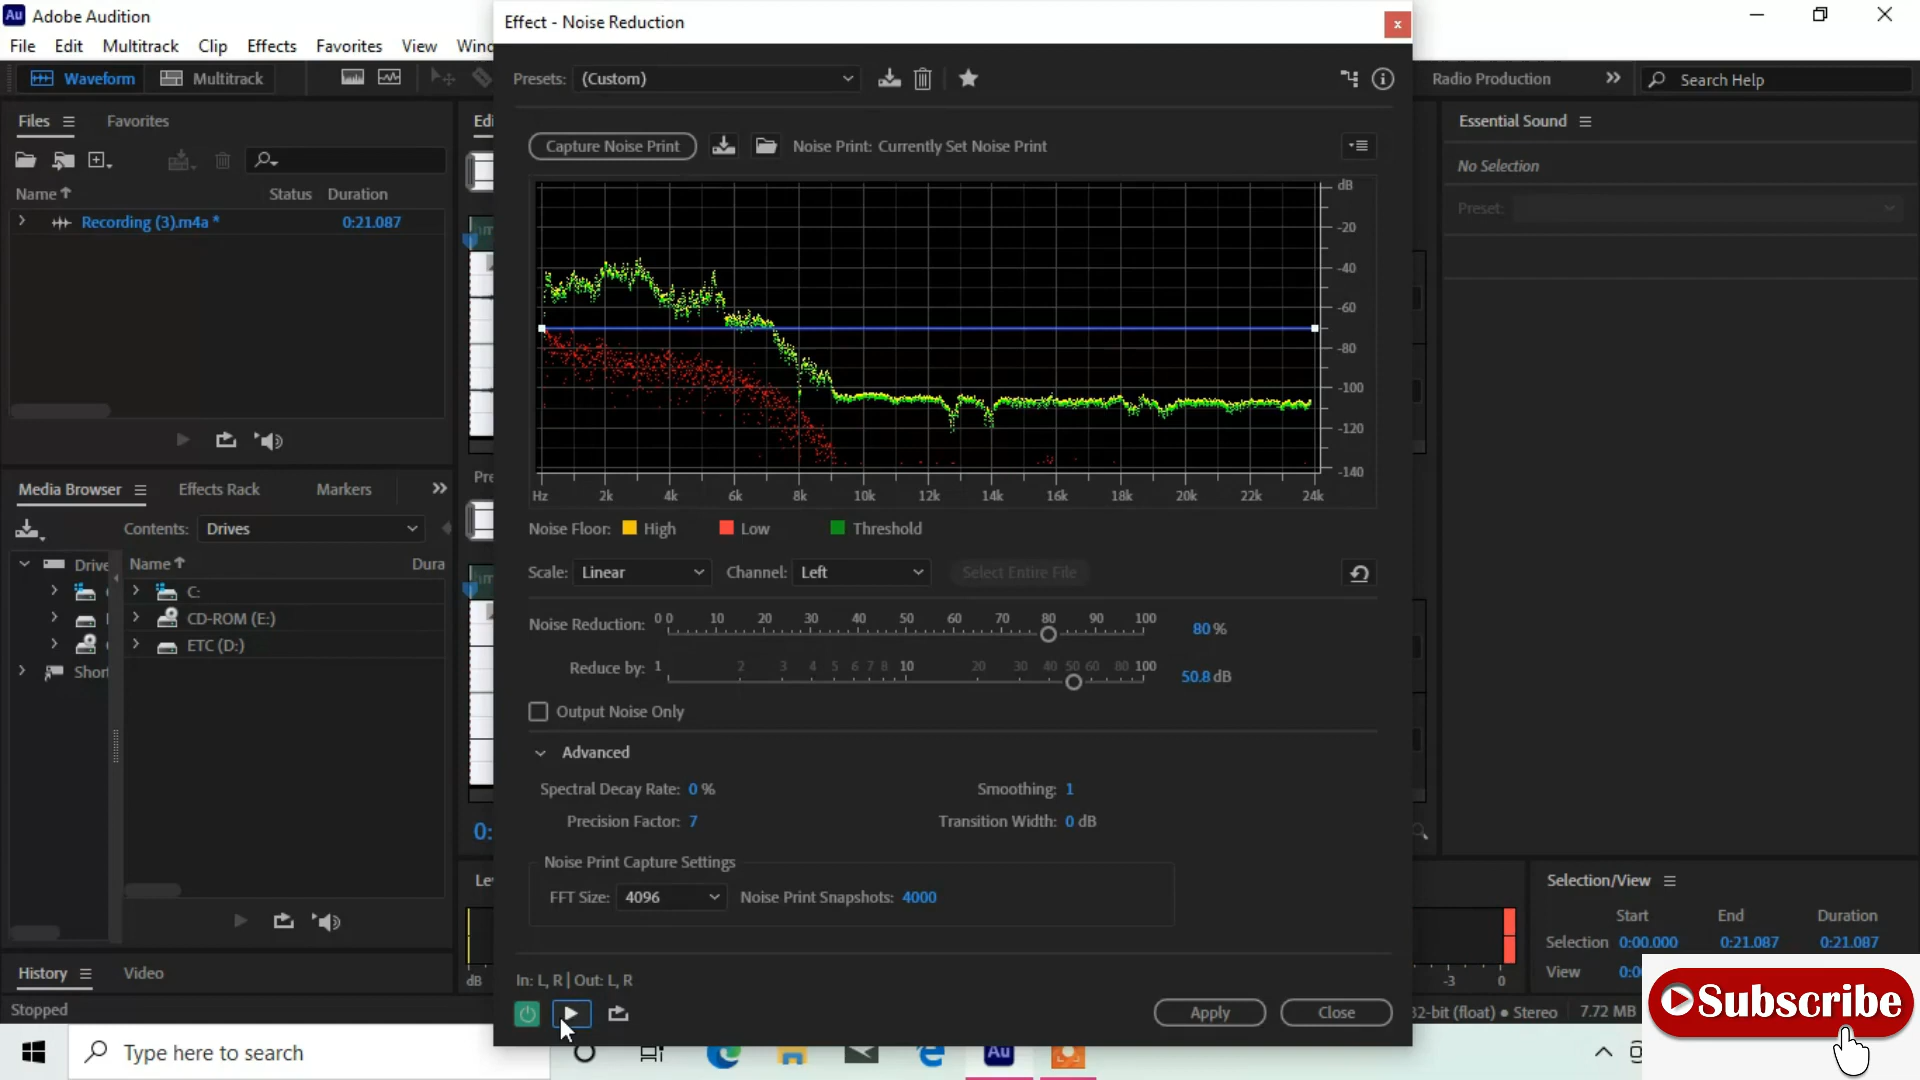 Au Adobe Audition
Effect - Noise Reduction
x
File Edit Multitrack Clip Effects Favorites View
Presets: (Custom)
Waveform Multitrack
Radio Production
Search Help
Files Favorites
Essential Sound
Capture Noise Print
Noise Print: Currently Set Noise Print
No Selection
Name Status Duration
Preset:
Recording (3).m4a * 0:21.087
dB
-20
-40
-60
-80
-100
-120
-140
Hz 2k 4k 6k 8k 10k 12k 14k 16k 18k 20k 22k 24k
Media Browser Effects Rack Markers
Contents: Drives
Noise Floor: High Low Threshold
Name Dura
C:
CD-ROM (E:)
ETC (D:)
Scale: Linear Channel: Left Select Entire File
Noise Reduction: 0 0 10 20 30 40 50 60 70 80 90 100 80 %
Reduce by: 1 2 3 4 5 6 7 8 10 20 30 40 50 60 80 100 50.8 dB
Output Noise Only
Advanced
Spectral Decay Rate: 0 % Smoothing: 1
Precision Factor: 7 Transition Width: 0 dB
Noise Print Capture Settings
FFT Size: 4096 Noise Print Snapshots: 4000
In: L, R | Out: L, R
Apply Close
History Video
Stopped
dB
-3 0
Selection/View
Start End Duration
Selection 0:00.000 0:21.087 0:21.087
View
32-bit (float) ● Stereo 7.72 MB
Subscribe
Type here to search
Au